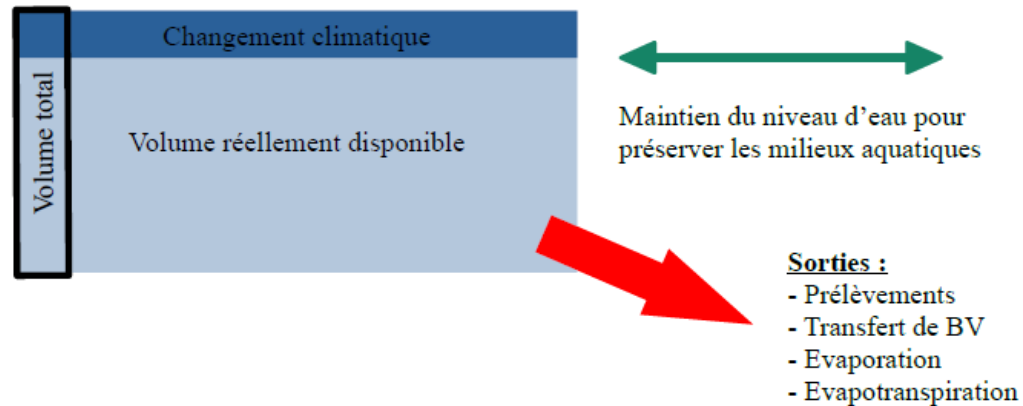 Changement climatique
Volume total
Volume réellement disponible
Maintien du niveau d’eau pour
préserver les milieux aquatiques
Sorties :
- Prélèvements
- Transfert de BV
- Evaporation
- Evapotranspiration